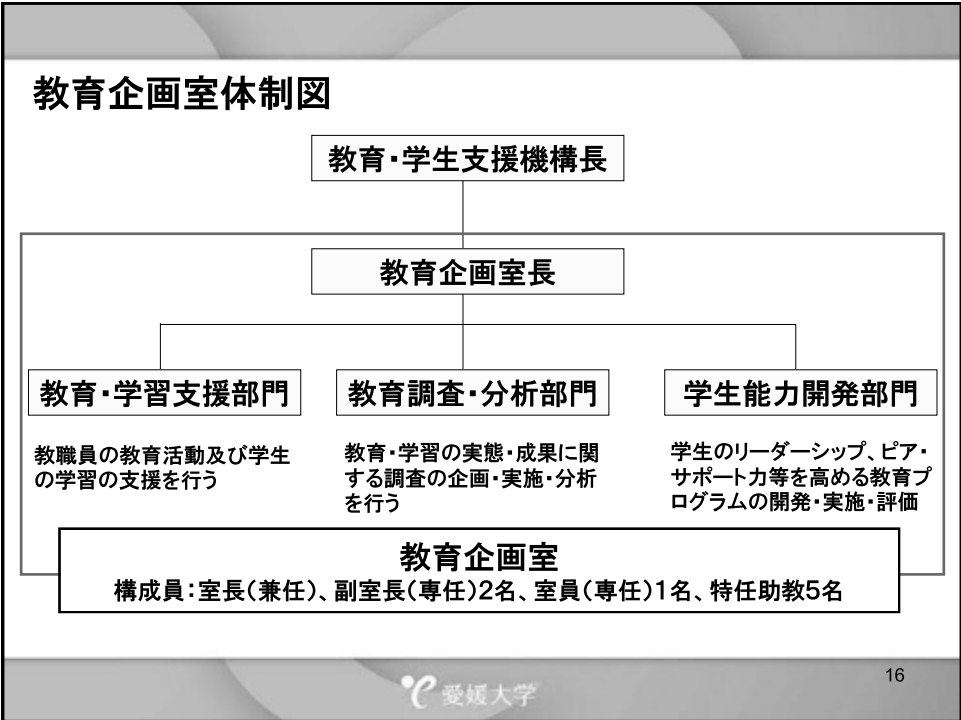 教育企画室体制図
教育・学生支援機構長
教育企画室長
教育・学習支援部門
教職員の教育活動及び学生
の学習の支援を行う
教育調査・分析部門
教育・学習の実態・成果に関
する調査の企画・実施・分析
を行う
学生能力開発部門
学生のリーダーシップ、ピア・
サポート力等を高める教育プ
ログラムの開発・実施・評価
教育企画室
構成員：室長（兼任）、副室長（専任）2名、室員（専任）1名、特任助教5名
愛媛大学
16